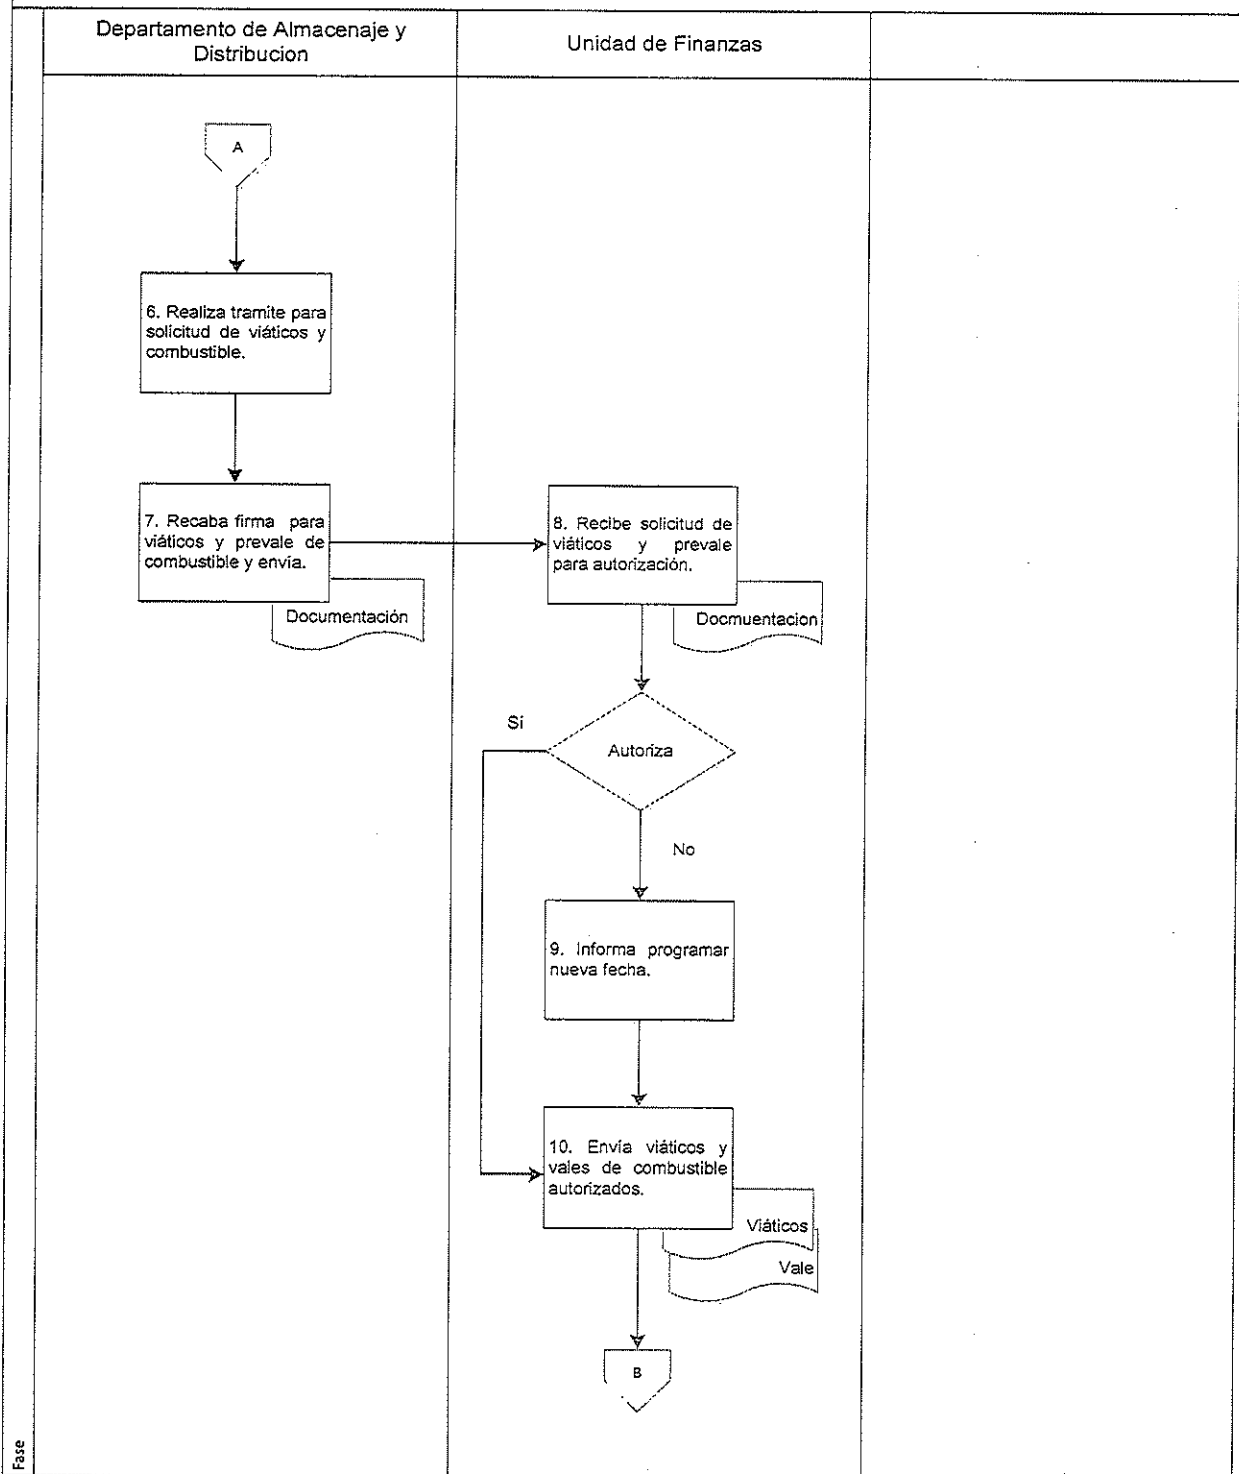 Departamento de Almacenaje y
Distribucion
Unidad de Finanzas
A
6. Realiza tramite para
solicitud de viáticos y
combustible.
7. Recaba firma para
viáticos y prevale de
combustible y envia.
Documentación
8. Recibe solicitud de
viáticos y prevale
para autorización.
Docmuentacion
Si
Autoriza
No
9. Informa programar
nueva fecha.
10. Envía viáticos y
vales de combustible
autorizados.
Viáticos
Vale
B
Fase